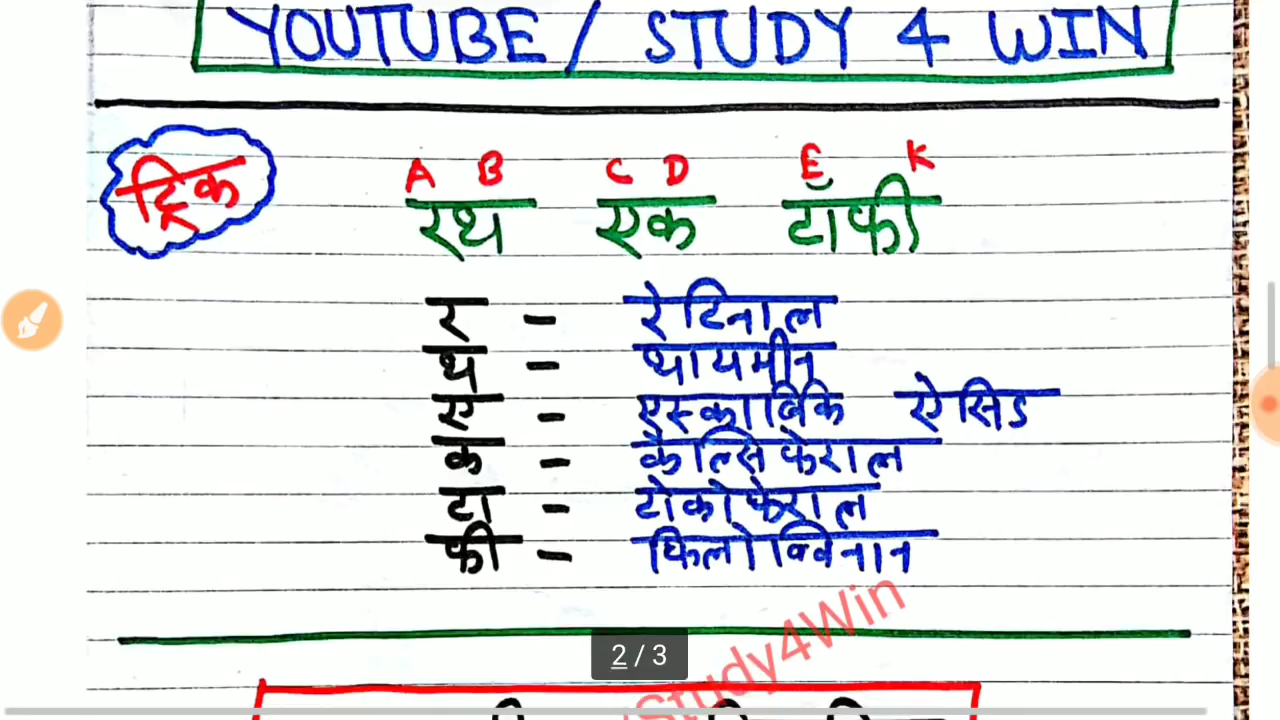 YOUTUBE / STUDY 4 WIN
ट्रिक
A B C D E K
रथ एक टॉफी
र - रेटिनाल
थ - थायमीन
ए - एस्कार्बिक ऐसिड
क - कैल्सिफेराल
टा - टोकोफेराल
फी - फिलोक्विनान
Study4Win
2 / 3